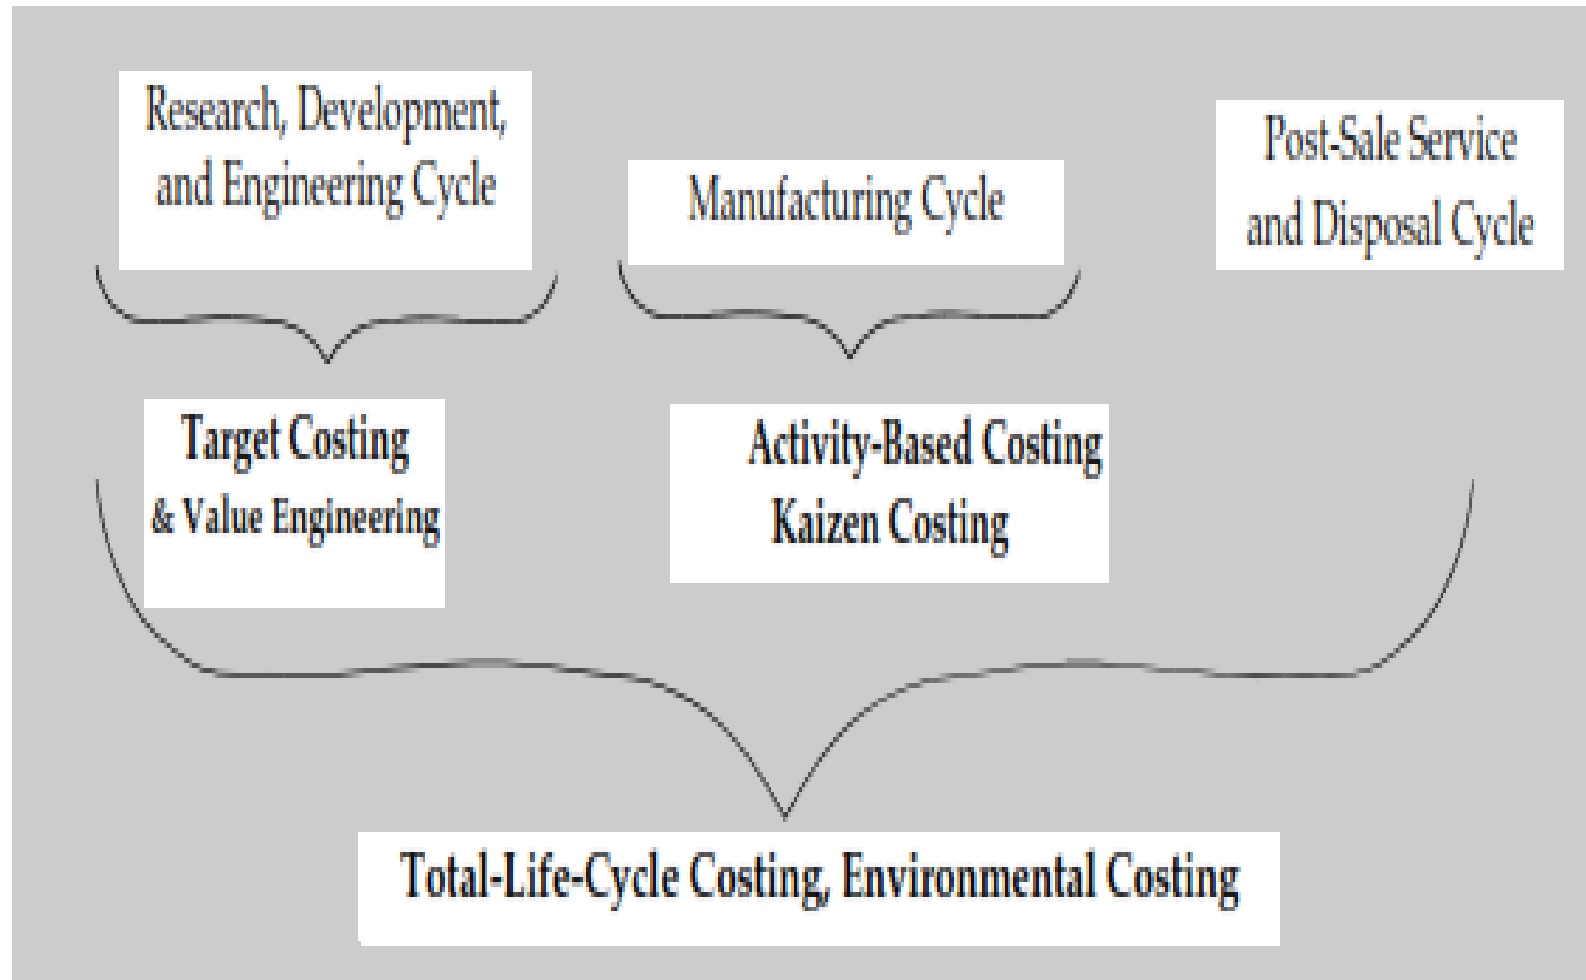 Research, Development,
and Engineering Cycle
Manufacturing Cycle
Post-Sale Service
and Disposal Cycle
Target Costing
& Value Engineering
Activity-Based Costing
Kaizen Costing
Total-Life-Cycle Costing, Environmental Costing